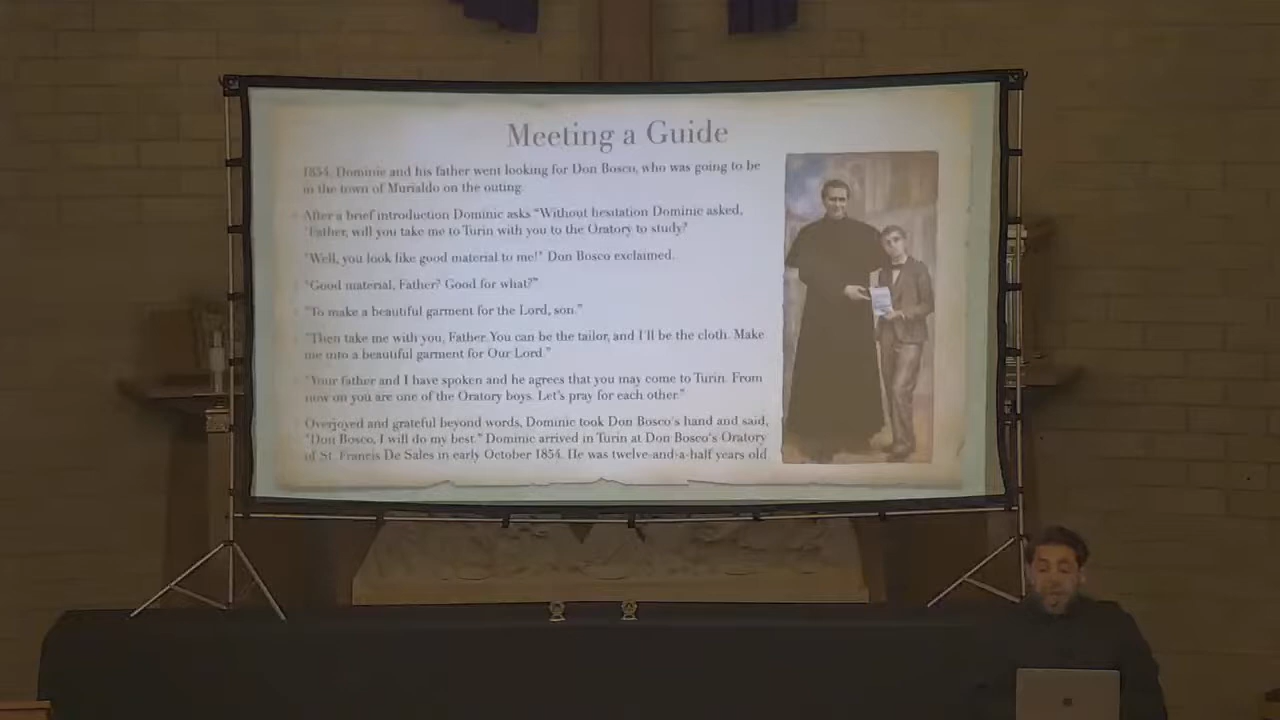 Meeting a Guide
1854, Dominic and his father went looking for Don Bosco, who was going to be
in the town of Murialdo on the outing.
After a brief introduction Dominic asks “Without hesitation Dominic asked,
‘Father, will you take me to Turin with you to the Oratory to study?
"Well, you look like good material to me!" Don Bosco exclaimed.
"Good material, Father? Good for what?"
"To make a beautiful garment for the Lord, son."
"Then take me with you, Father. You can be the tailor, and I'll be the cloth. Make
me into a beautiful garment for Our Lord."
"Your father and I have spoken and he agrees that you may come to Turin. From
now on you are one of the Oratory boys. Let's pray for each other."
Overjoyed and grateful beyond words, Dominic took Don Bosco's hand and said,
"Don Bosco, I will do my best." Dominic arrived in Turin at Don Bosco's Oratory
of St. Francis De Sales in early October 1854. He was twelve-and-a-half years old